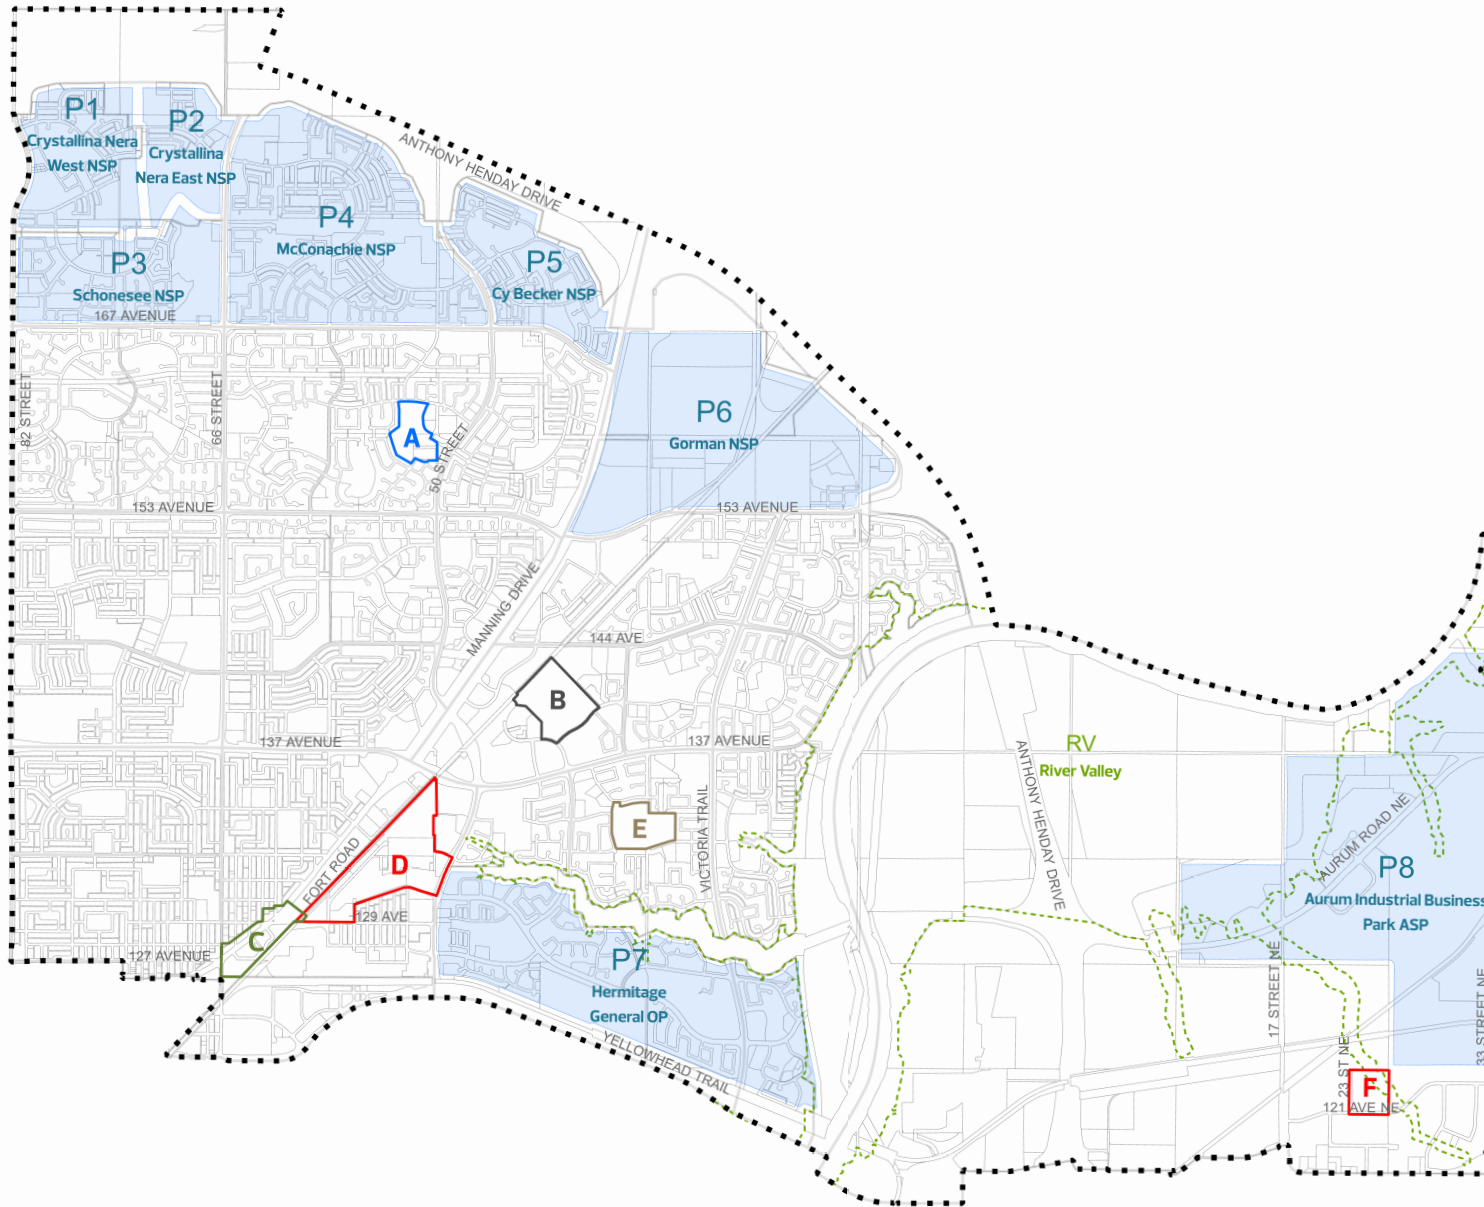 P1
Crystallina Nera
West NSP
P2
Crystallina
Nera East NSP
ANTHONY HENDAY DRIVE
P4
McConachie NSP
P3
Schonesee NSP
P5
Cy Becker NSP
167 AVENUE
82 STREET
66 STREET
A
50 STREET
P6
Gorman NSP
153 AVENUE
153 AVENUE
MANNING DRIVE
144 AVE
B
137 AVENUE
137 AVENUE
RV
River Valley
ANTHONY HENDAY DRIVE
VICTORIA TRAIL
E
D
FORT ROAD
129 AVE
C
127 AVENUE
AURUM ROAD NE
P8
Aurum Industrial Business
Park ASP
P7
Hermitage
General OP
YELLOWHEAD TRAIL
17 STREET NE
23 ST NE
33 STREET NE
F
121 AVE NE